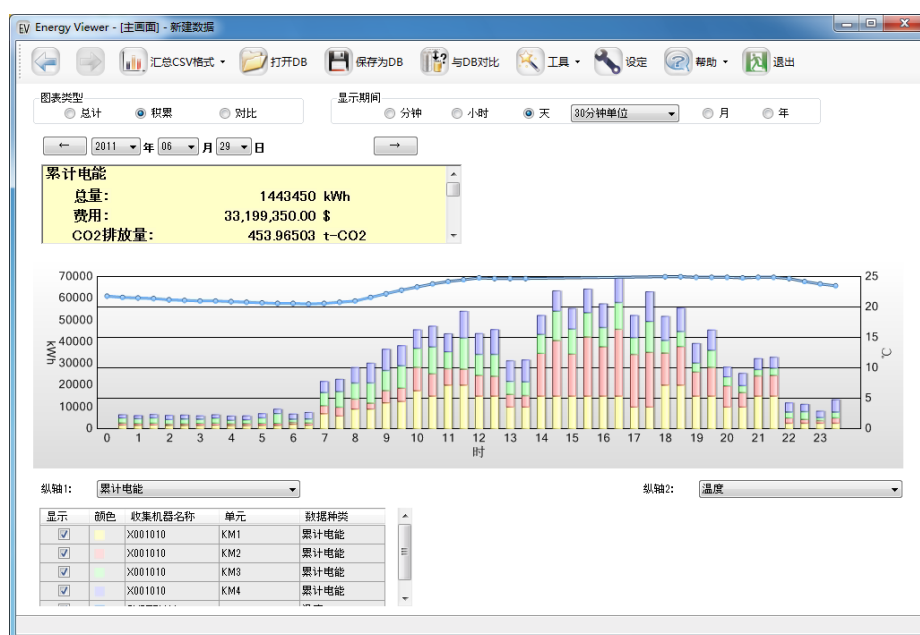 EV Energy Viewer - [主画面] - 新建数据
汇总CSV格式 打开DB 保存为DB 与DB对比 工具 设定 帮助 退出
图表类型 显示期间
总计 积累 对比 分钟 小时 天 30分钟单位 月 年
← 2011 年 06 月 29 日 →
累计电能
总量: 1443450 kWh
费用: 33,199,350.00 $
CO2排放量: 453.96503 t-CO2
70000 25
60000 20
50000
40000 15
30000 10
20000
10000 5
0 0
kWh
℃
0 1 2 3 4 5 6 7 8 9 10 11 12 13 14 15 16 17 18 19 20 21 22 23
时
纵轴1: 累计电能 纵轴2: 温度
显示 颜色 收集机器名称 单元 数据种类
X001010 KM1 累计电能
X001010 KM2 累计电能
X001010 KM3 累计电能
X001010 KM4 累计电能